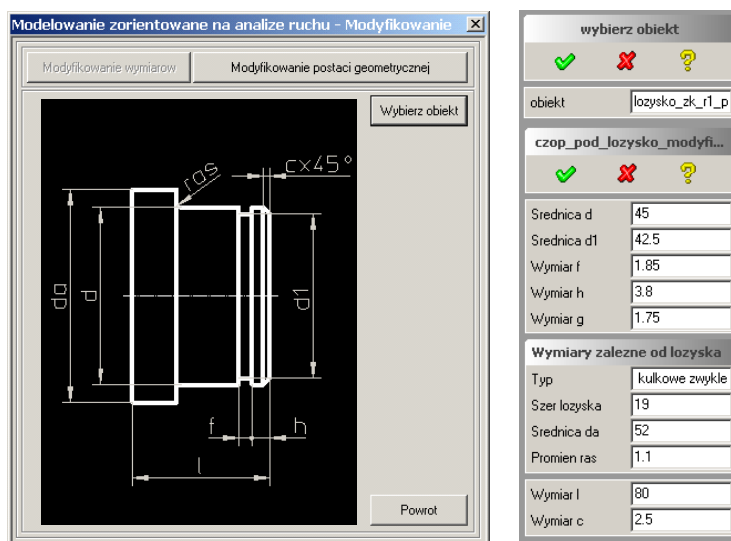 Modelowanie zorientowane na analize ruchu - Modyfikowanie
Modyfikowanie wymiarow
Modyfikowanie postaci geometrycznej
Wybierz obiekt
ras
c×45°
da
d
d1
f
h
l
Powrot
wybierz obiekt
obiekt lozysko_zk_r1_p
czop_pod_lozysko_modyfi...
Srednica d 45
Srednica d1 42.5
Wymiar f 1.85
Wymiar h 3.8
Wymiar g 1.75
Wymiary zalezne od lozyska
Typ kulkowe zwykle
Szer lozyska 19
Srednica da 52
Promien ras 1.1
Wymiar l 80
Wymiar c 2.5